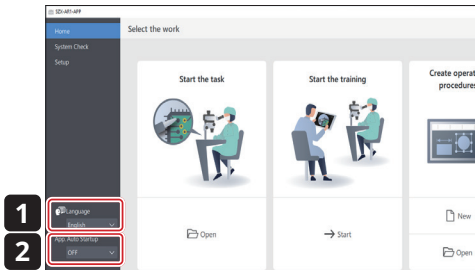 SZX-AR1-APP
Home
Select the work
System Check
Setup
Start the task
Start the training
Create operat
procedures
1
Language
English
New
2
App. Auto Startup
OFF
Open
Start
Open